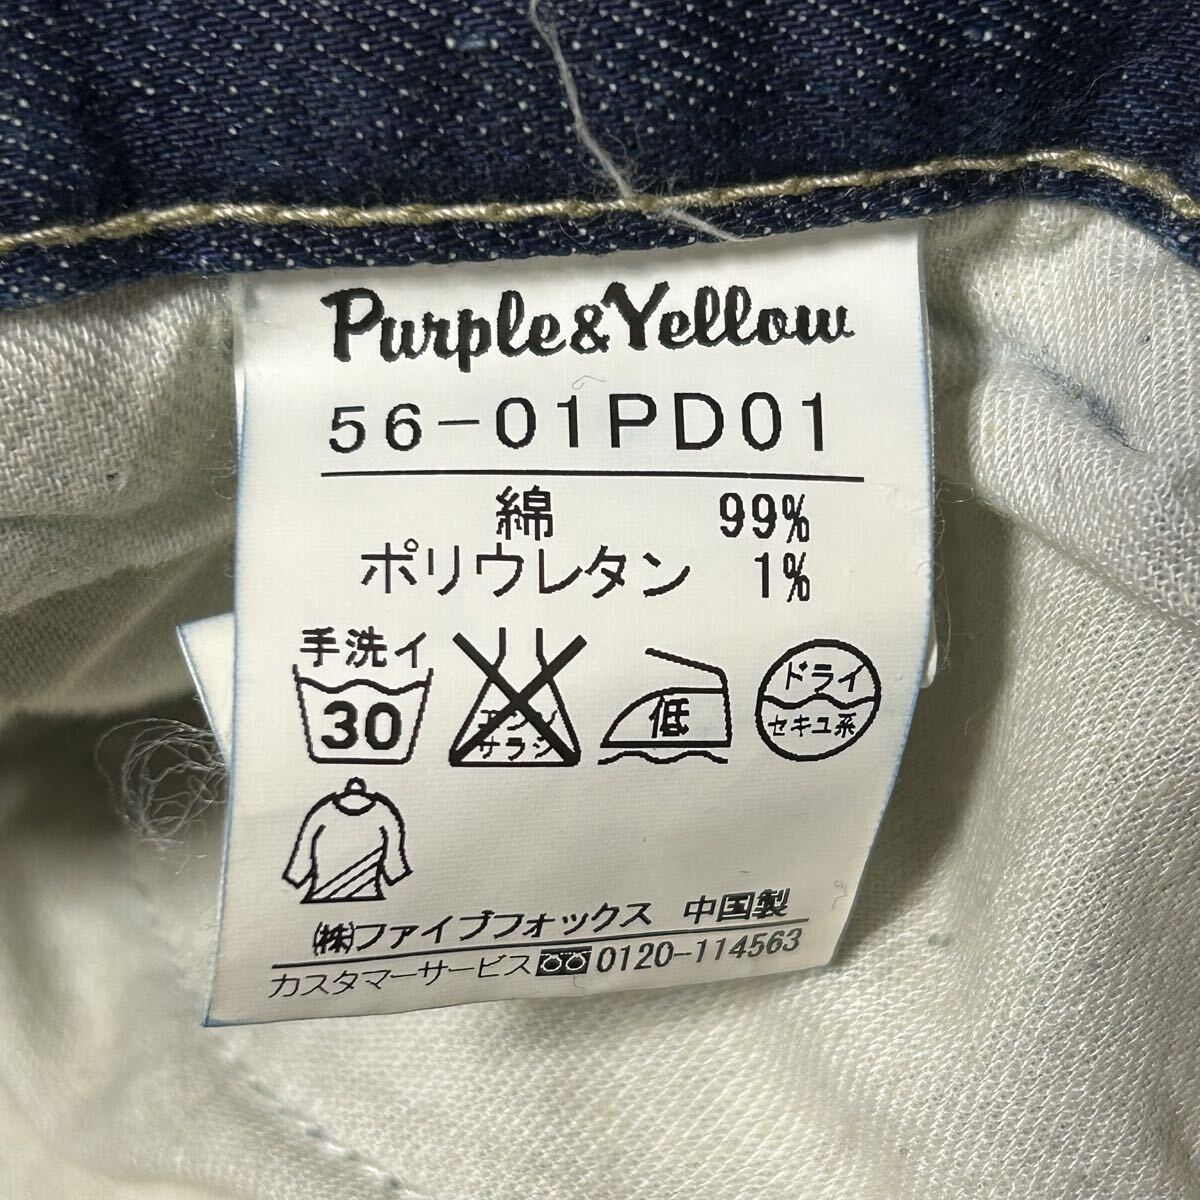 Purple&Yellow
56-01PD01
綿 99%
ポリウレタン 1%
手洗イ
30
エンソ
サラシ
低
ドライ
セキユ系
㈱ファイブフォックス 中国製
カスタマーサービス 0120-114563